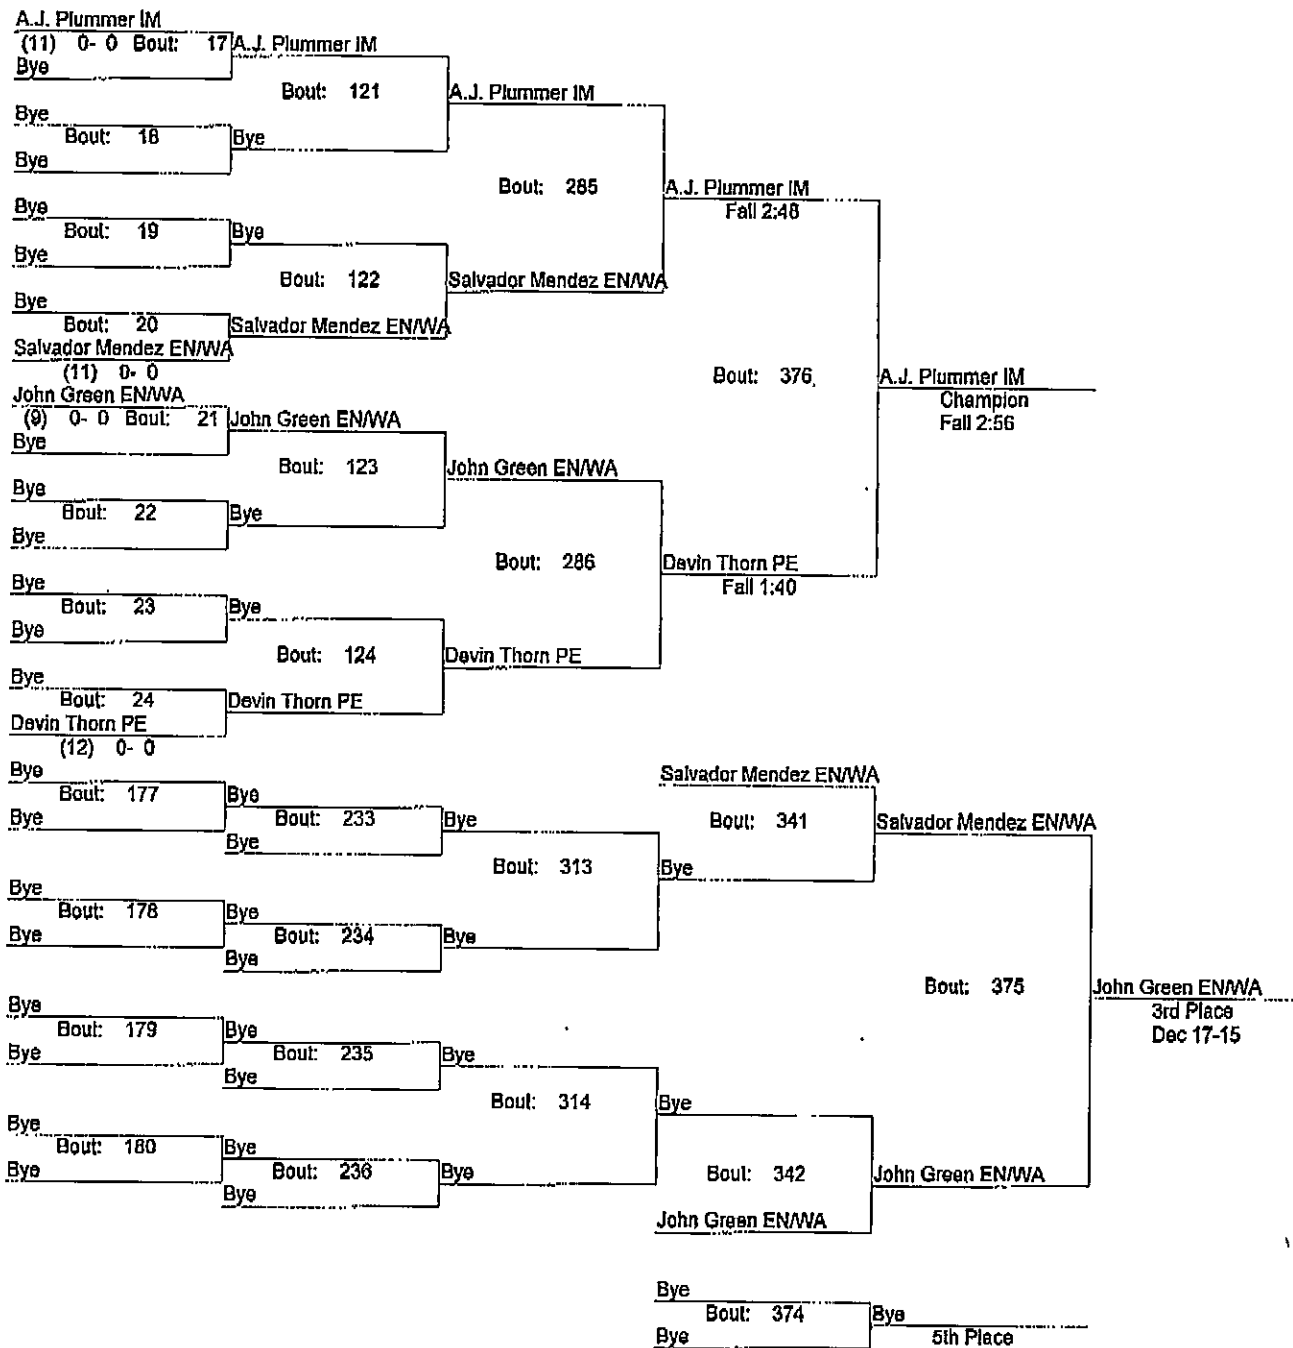 A.J. Plummer IM
(11) 0- 0 Bout: 17 A.J. Plummer IM
Bye
Bout: 121 A.J. Plummer IM
Bye
Bout: 18 Bye
Bye
Bout: 285 A.J. Plummer IM
Fall 2:48
Bye
Bout: 19 Bye
Bye
Bout: 122 Salvador Mendez EN/WA
Bye
Bout: 20 Salvador Mendez EN/WA
Salvador Mendez EN/WA
(11) 0- 0
Bout: 376 A.J. Plummer IM
Champion
Fall 2:56
John Green EN/WA
(9) 0- 0 Bout: 21 John Green EN/WA
Bye
Bout: 123 John Green EN/WA
Bye
Bout: 22 Bye
Bye
Bout: 286 Devin Thorn PE
Fall 1:40
Bye
Bout: 23 Bye
Bye
Bout: 124 Devin Thorn PE
Bye
Bout: 24 Devin Thorn PE
Devin Thorn PE
(12) 0- 0
Bye
Bout: 177 Bye
Bye
Bout: 233 Bye
Bye
Salvador Mendez EN/WA
Bout: 341 Salvador Mendez EN/WA
Bout: 313 Bye
Bye
Bout: 178 Bye
Bye
Bout: 234 Bye
Bye
Bout: 375 John Green EN/WA
3rd Place
Dec 17-15
Bye
Bout: 179 Bye
Bye
Bout: 235 Bye
Bye
Bout: 314 Bye
Bye
Bout: 180 Bye
Bye
Bout: 236 Bye
Bye
Bout: 342 John Green EN/WA
John Green EN/WA
Bye
Bout: 374 Bye
Bye
5th Place